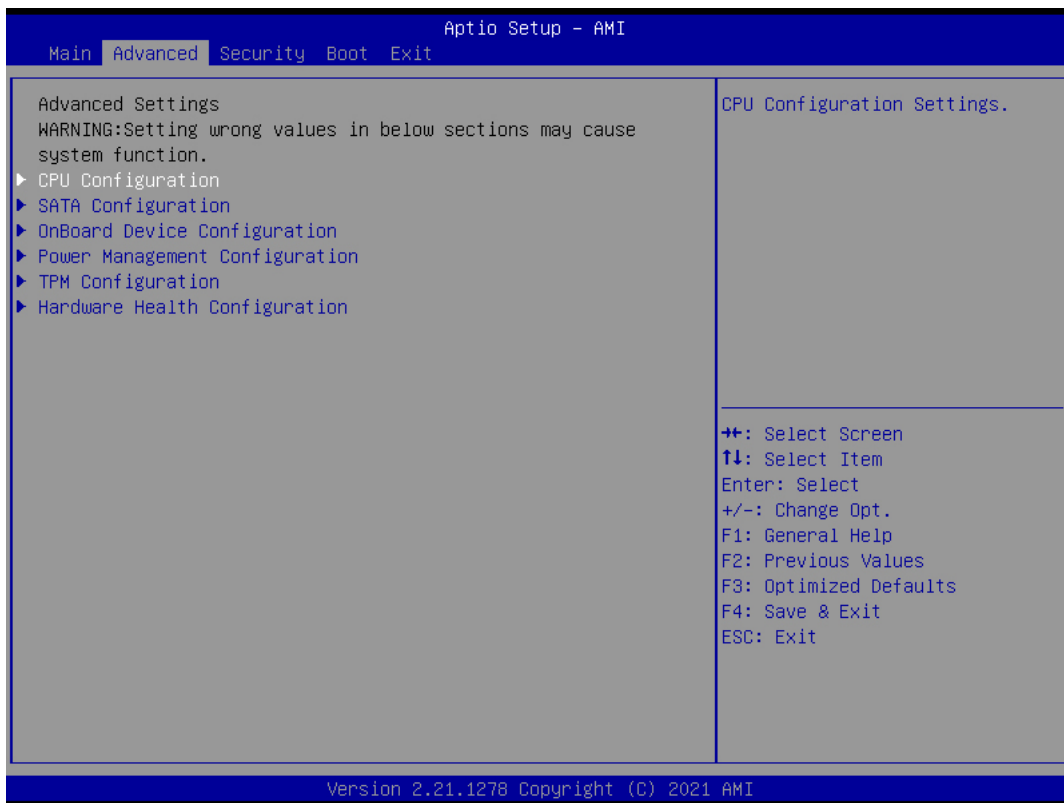 Aptio Setup – AMI
Main Advanced Security Boot Exit
Advanced Settings
WARNING:Setting wrong values in below sections may cause
system function.
▶ CPU Configuration
▶ SATA Configuration
▶ OnBoard Device Configuration
▶ Power Management Configuration
▶ TPM Configuration
▶ Hardware Health Configuration
CPU Configuration Settings.
→←: Select Screen
↑↓: Select Item
Enter: Select
+/-: Change Opt.
F1: General Help
F2: Previous Values
F3: Optimized Defaults
F4: Save & Exit
ESC: Exit
Version 2.21.1278 Copyright (C) 2021 AMI